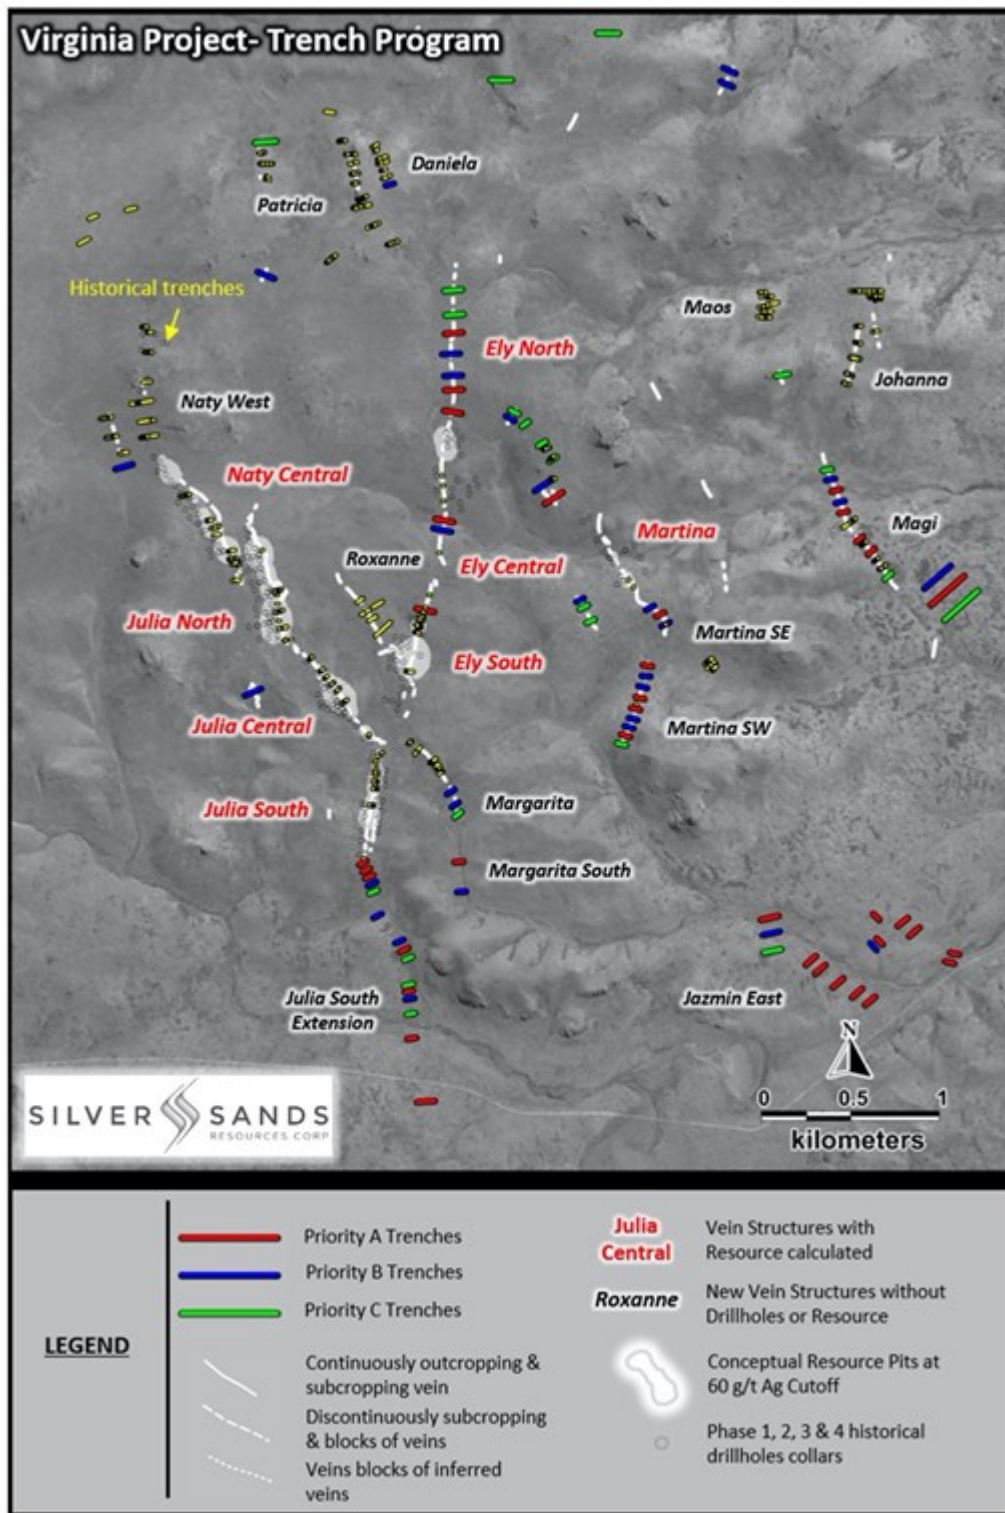 Virginia Project- Trench Program
Daniela
Patricia
Historical trenches
Maos
Ely North
Johanna
Naty West
Naty Central
Magi
Martina
Roxanne
Ely Central
Julia North
Martina SE
Ely South
Julia Central
Martina SW
Julia South
Margarita
Margarita South
Julia South
Extension
Jazmin East
N
0 0.5 1
kilometers
SILVER SANDS
RESOURCES CORP
LEGEND
Priority A Trenches
Priority B Trenches
Priority C Trenches
Continuously outcropping &
subcropping vein
Discontinuously subcropping
& blocks of veins
Veins blocks of inferred
veins
Julia
Central
Vein Structures with
Resource calculated
Roxanne
New Vein Structures without
Drillholes or Resource
Conceptual Resource Pits at
60 g/t Ag Cutoff
Phase 1, 2, 3 & 4 historical
drillholes collars